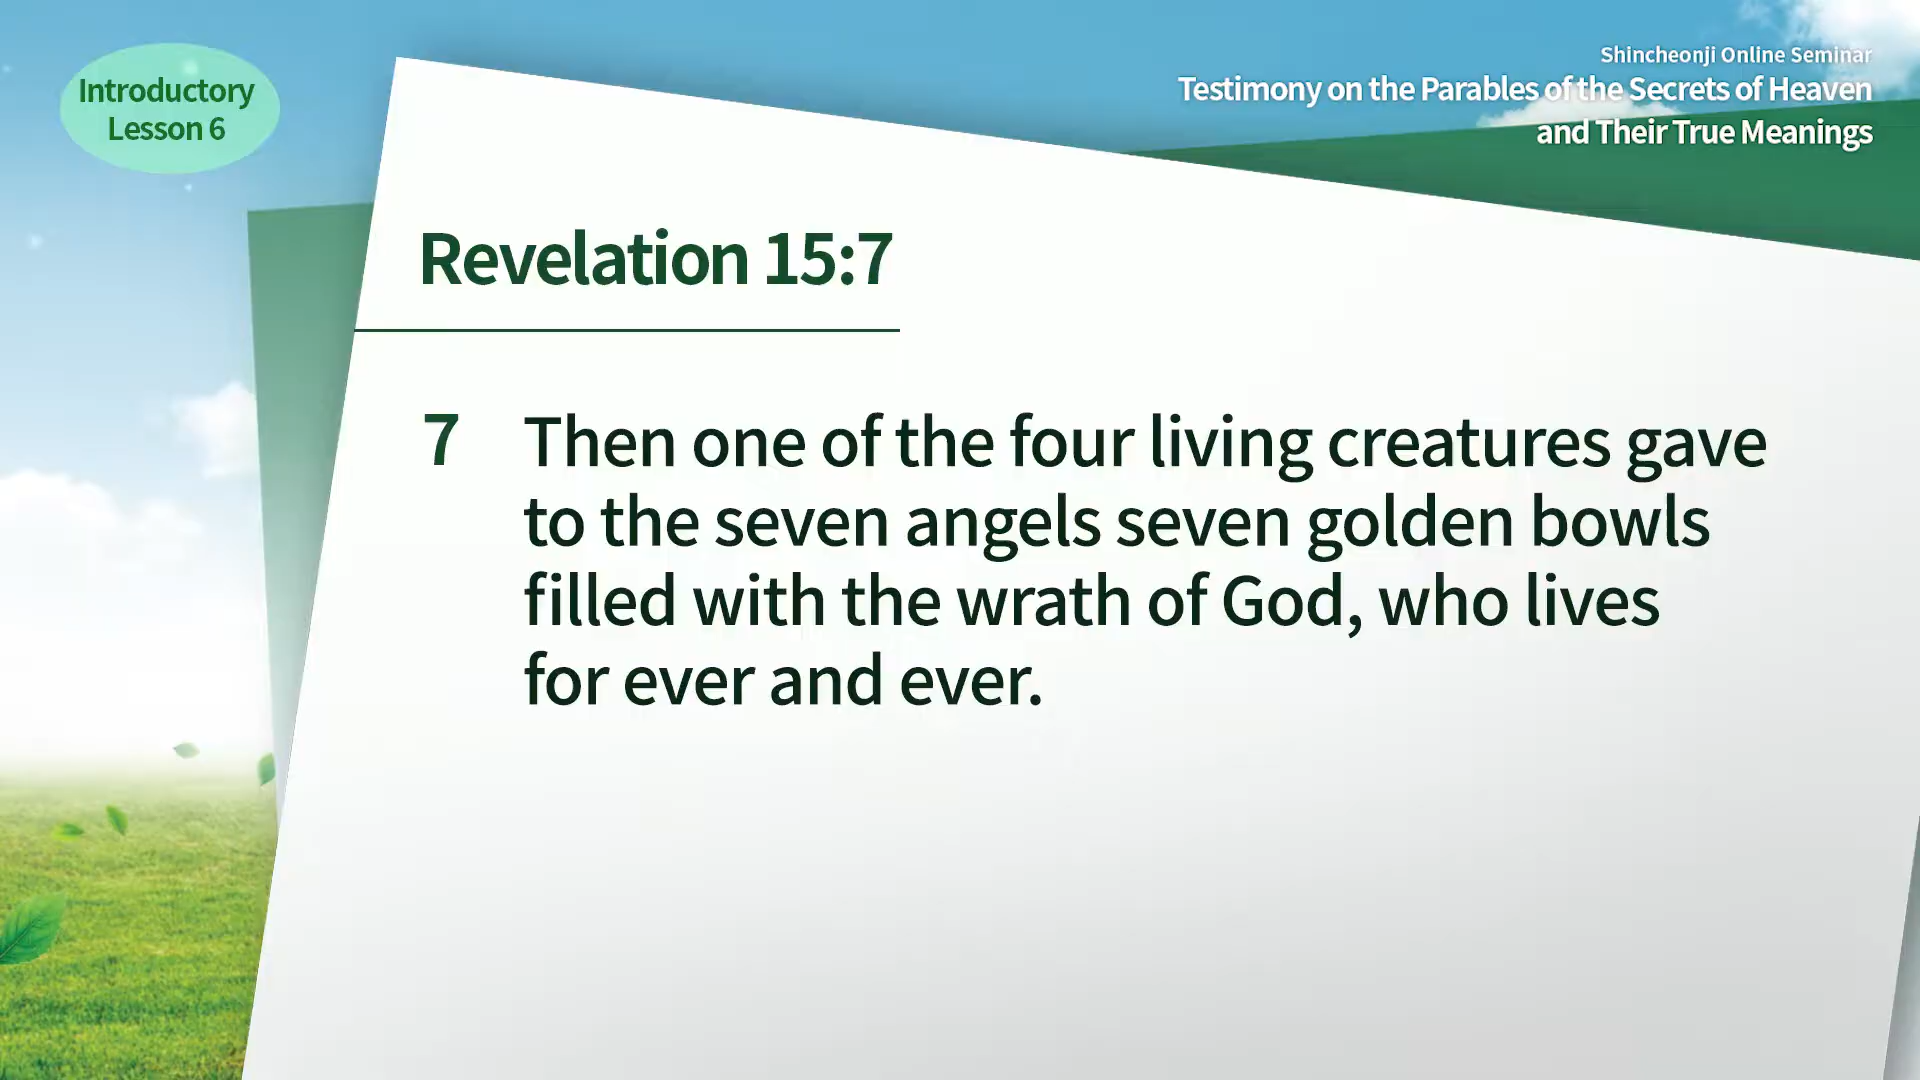 Introductory
Lesson 6
Shincheonji Online Seminar
Testimony on the Parables of the Secrets of Heaven
and Their True Meanings
Revelation 15:7
7 Then one of the four living creatures gave
to the seven angels seven golden bowls
filled with the wrath of God, who lives
for ever and ever.